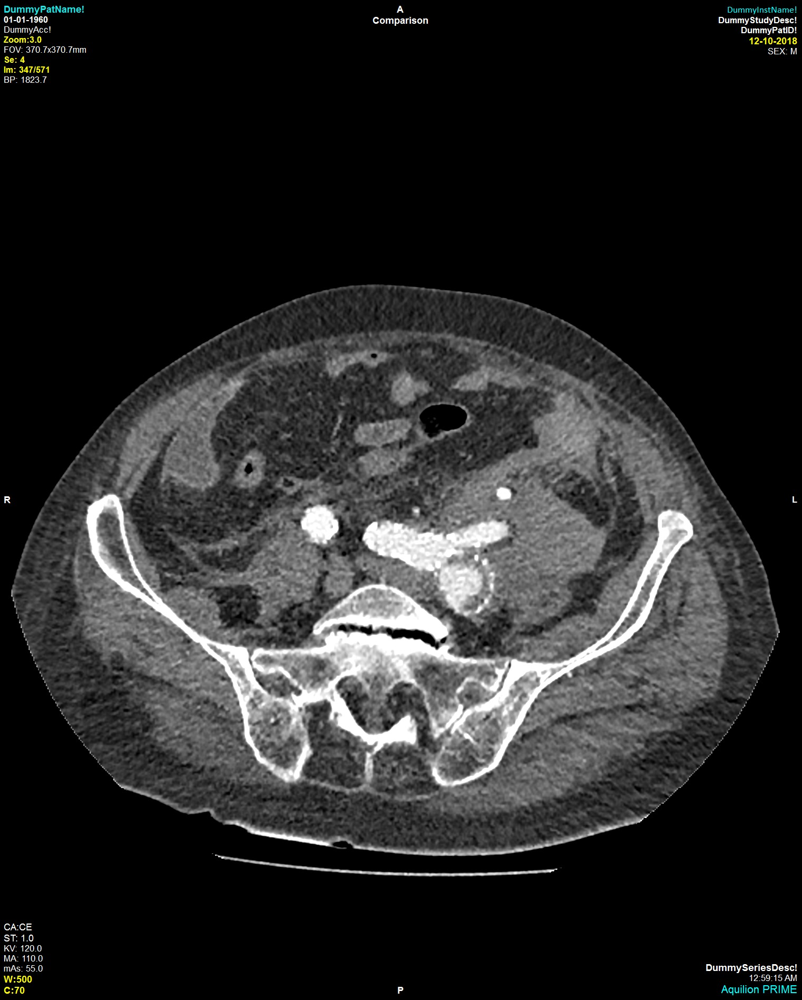 DummyPatName!
01-01-1960
DummyAcc!
Zoom:3.0
FOV: 370.7x370.7mm
Se: 4
Im: 347/571
BP: 1823.7
A
Comparison
DummyInstName!
DummyStudyDesc!
DummyPatID!
12-10-2018
SEX: M
R
L
CA:CE
ST: 1.0
KV: 120.0
MA: 110.0
mAs: 55.0
W:500
C:70
P
DummySeriesDesc!
12:59:15 AM
Aquilion PRIME